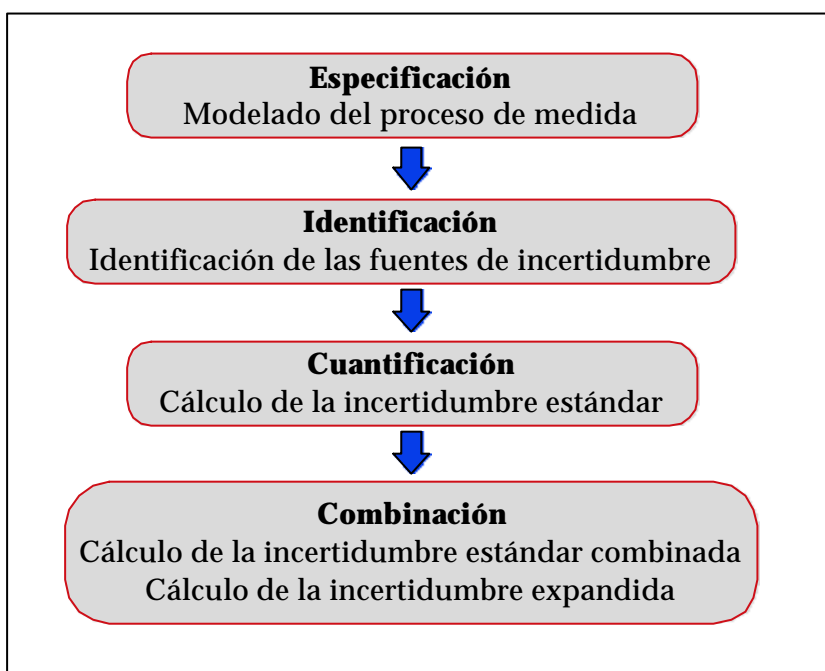 Especificación
Modelado del proceso de medida
Identificación
Identificación de las fuentes de incertidumbre
Cuantificación
Cálculo de la incertidumbre estándar
Combinación
Cálculo de la incertidumbre estándar combinada
Cálculo de la incertidumbre expandida